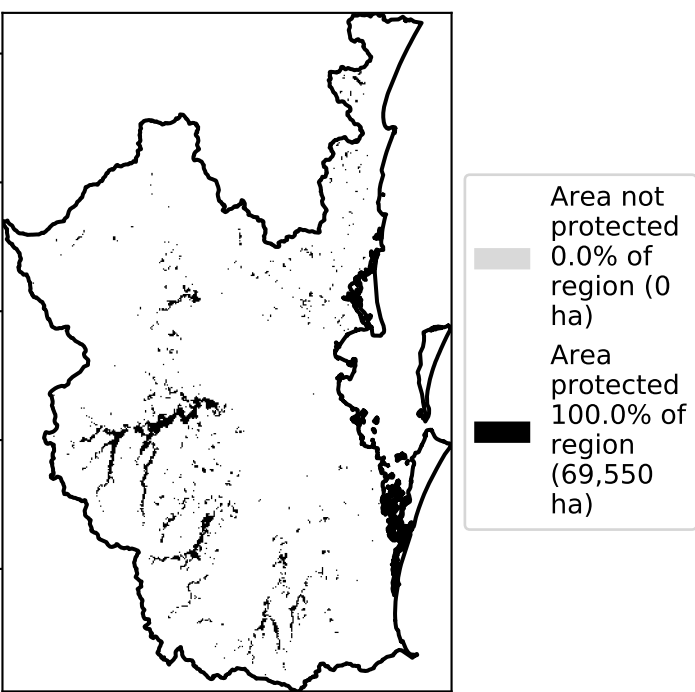 Area not
protected
0.0% of
region (0
ha)
Area
protected
100.0% of
region
(69,550
ha)